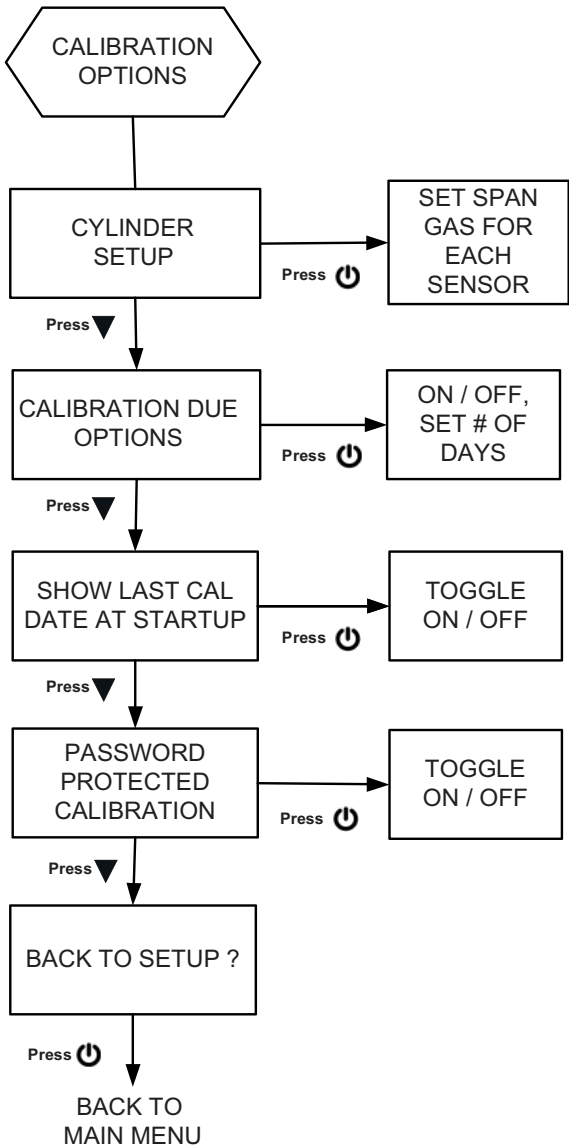 CALIBRATION
OPTIONS
CYLINDER
SETUP
Press
SET SPAN
GAS FOR
EACH
SENSOR
Press
CALIBRATION DUE
OPTIONS
Press
ON / OFF,
SET # OF
DAYS
Press
SHOW LAST CAL
DATE AT STARTUP
Press
TOGGLE
ON / OFF
Press
PASSWORD
PROTECTED
CALIBRATION
Press
TOGGLE
ON / OFF
Press
BACK TO SETUP ?
Press
BACK TO
MAIN MENU